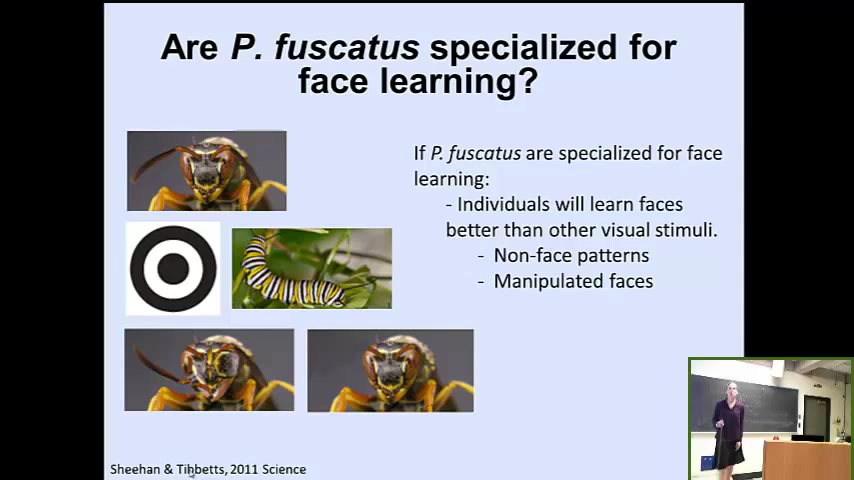 Are P. fuscatus specialized for
face learning?
If P. fuscatus are specialized for face
learning:
- Individuals will learn faces
better than other visual stimuli.
- Non-face patterns
- Manipulated faces
Sheehan & Tibbetts, 2011 Science